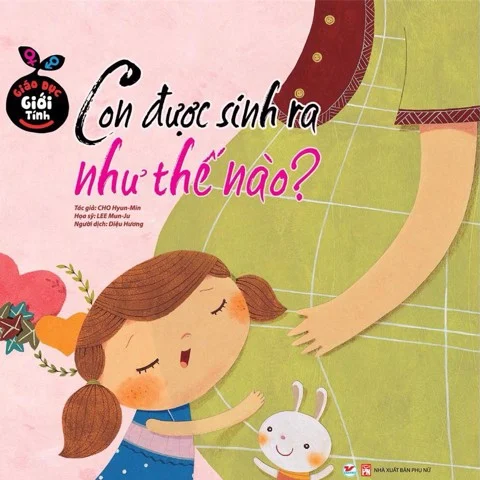 Giáo Dục
Giới
Tính
Con được sinh ra
như thế nào?
Tác giả: CHO Hyun-Min
Họa sỹ: LEE Mun-Ju
Người dịch: Diệu Hương
NHÀ XUẤT BẢN PHỤ NỮ